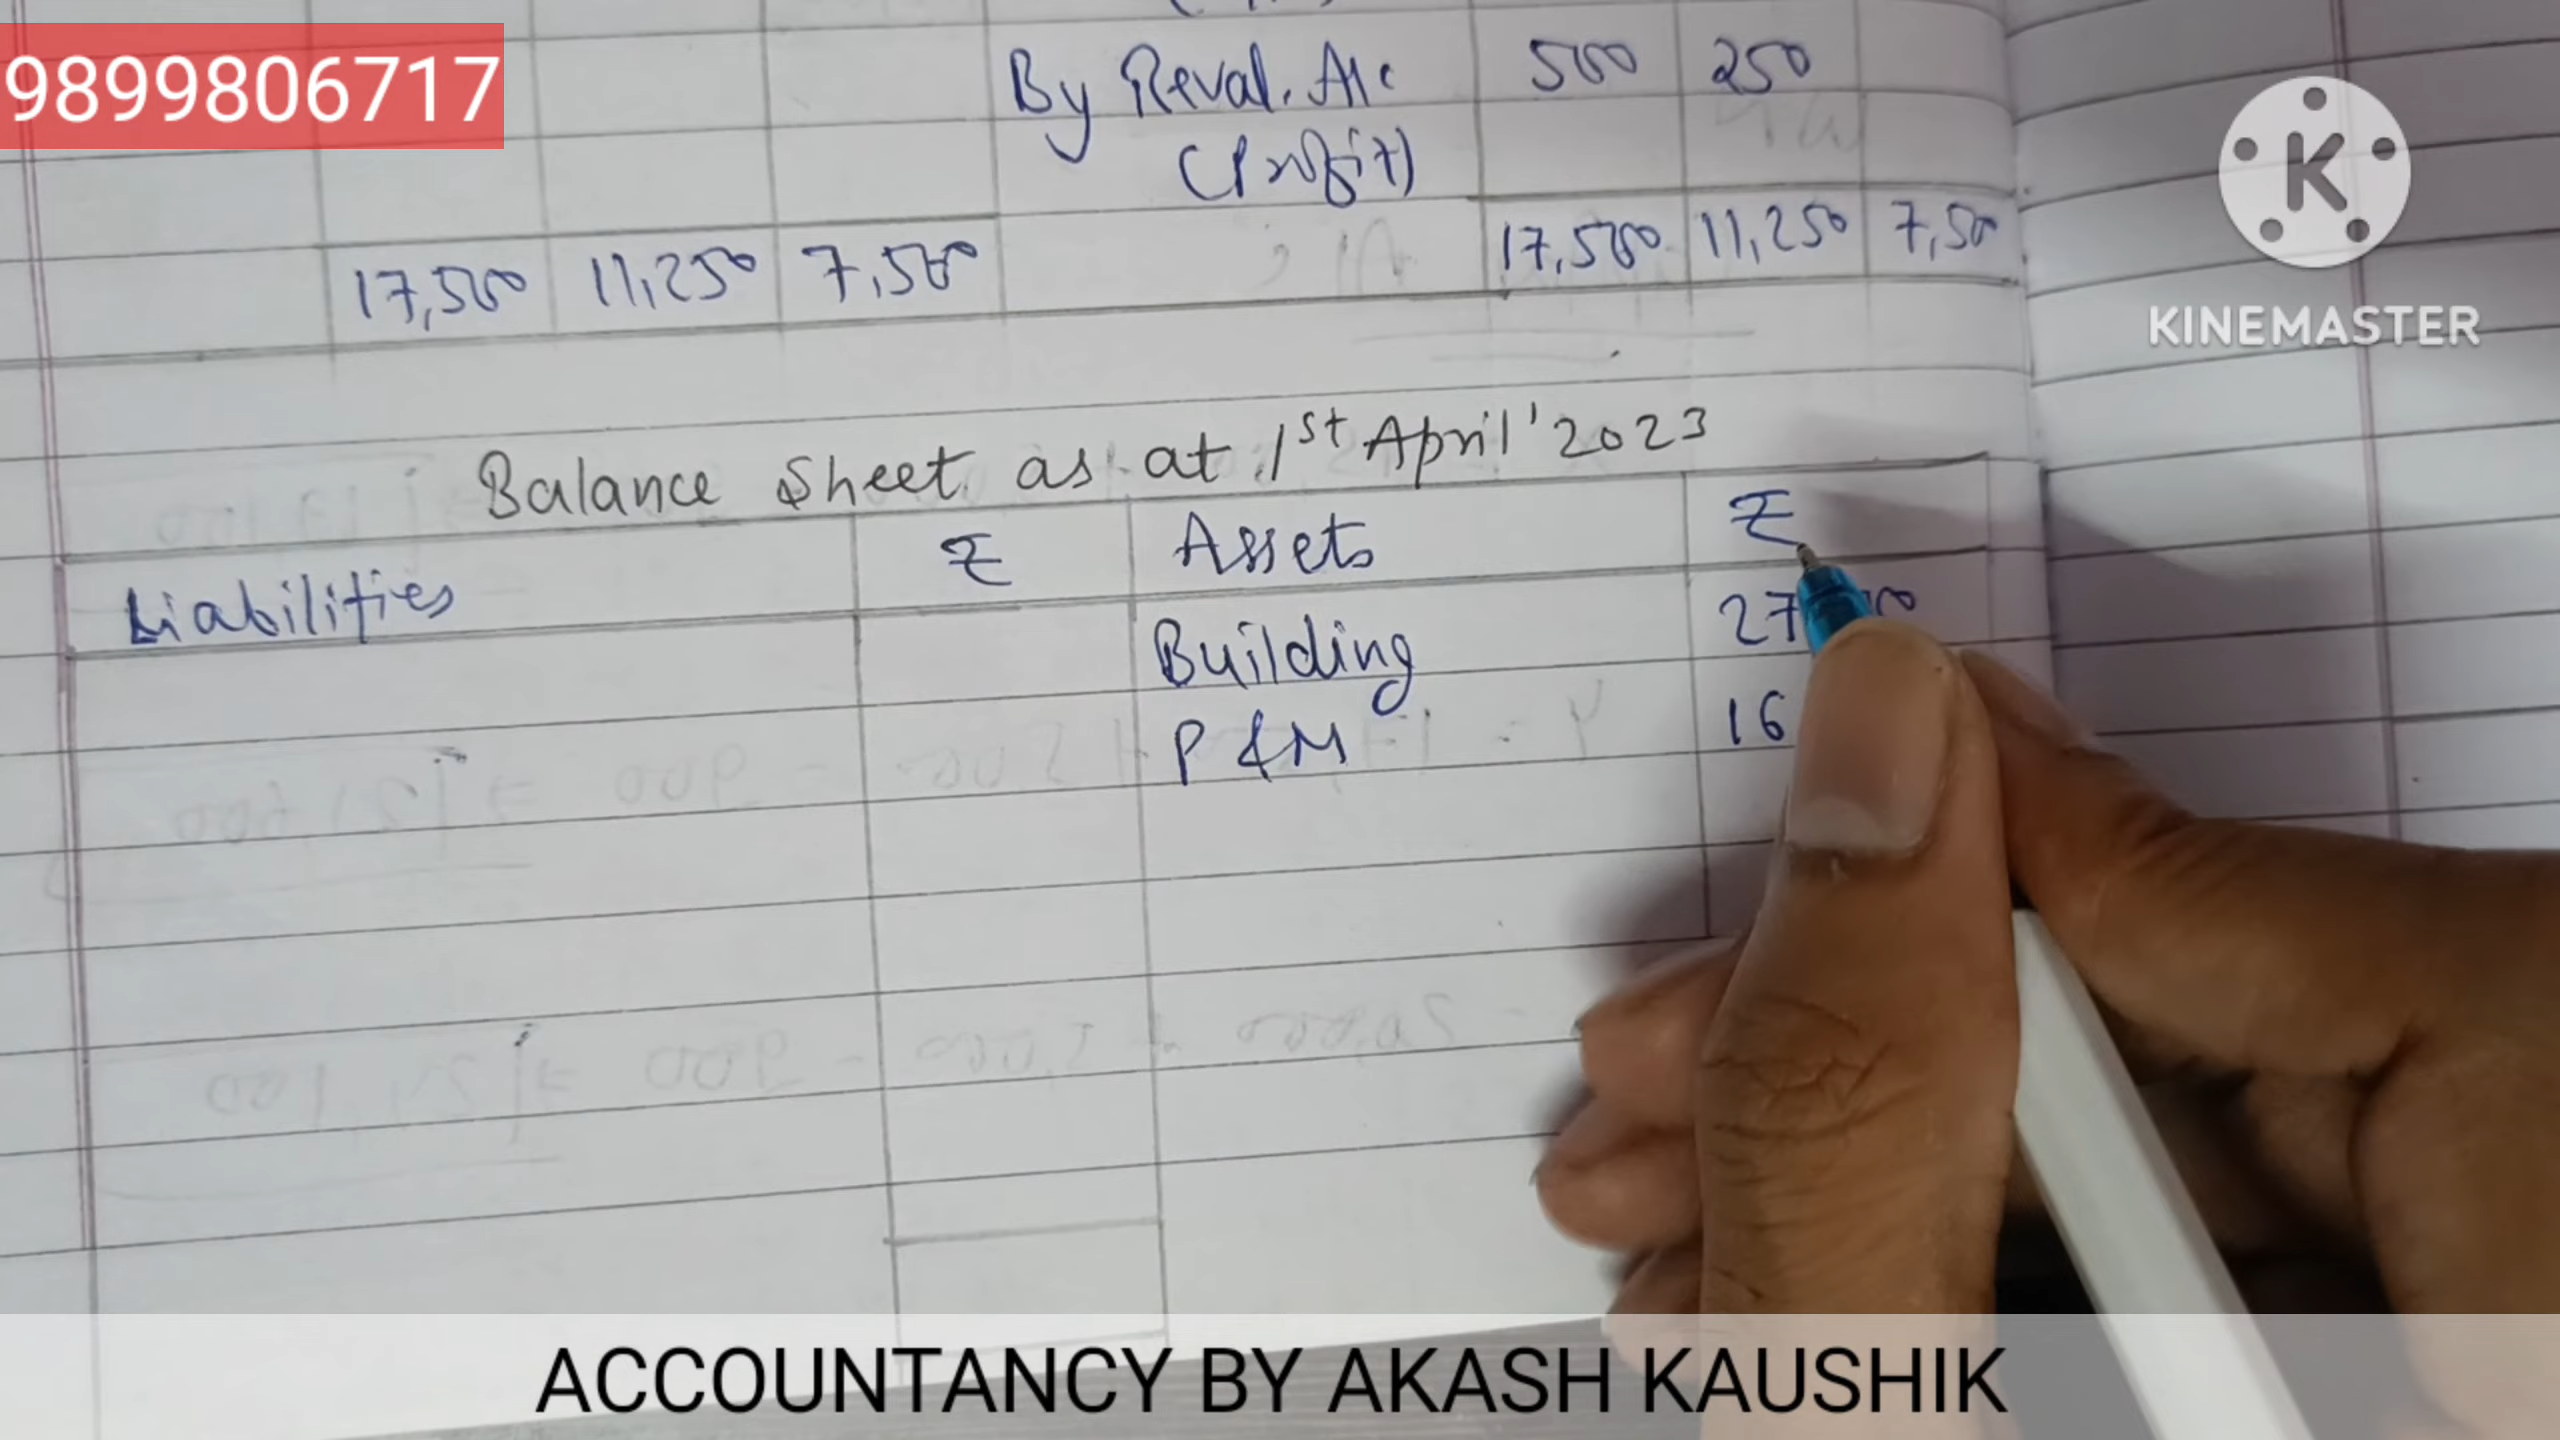 9899806717
By Reval. A/c 500 250
(Profit)
17,500 11,250 7,500 17,500 11,250 7,500
KINEMASTER
Balance Sheet as at 1st April' 2023
Liabilities ₹ Assets ₹
Building
P & M 16
ACCOUNTANCY BY AKASH KAUSHIK